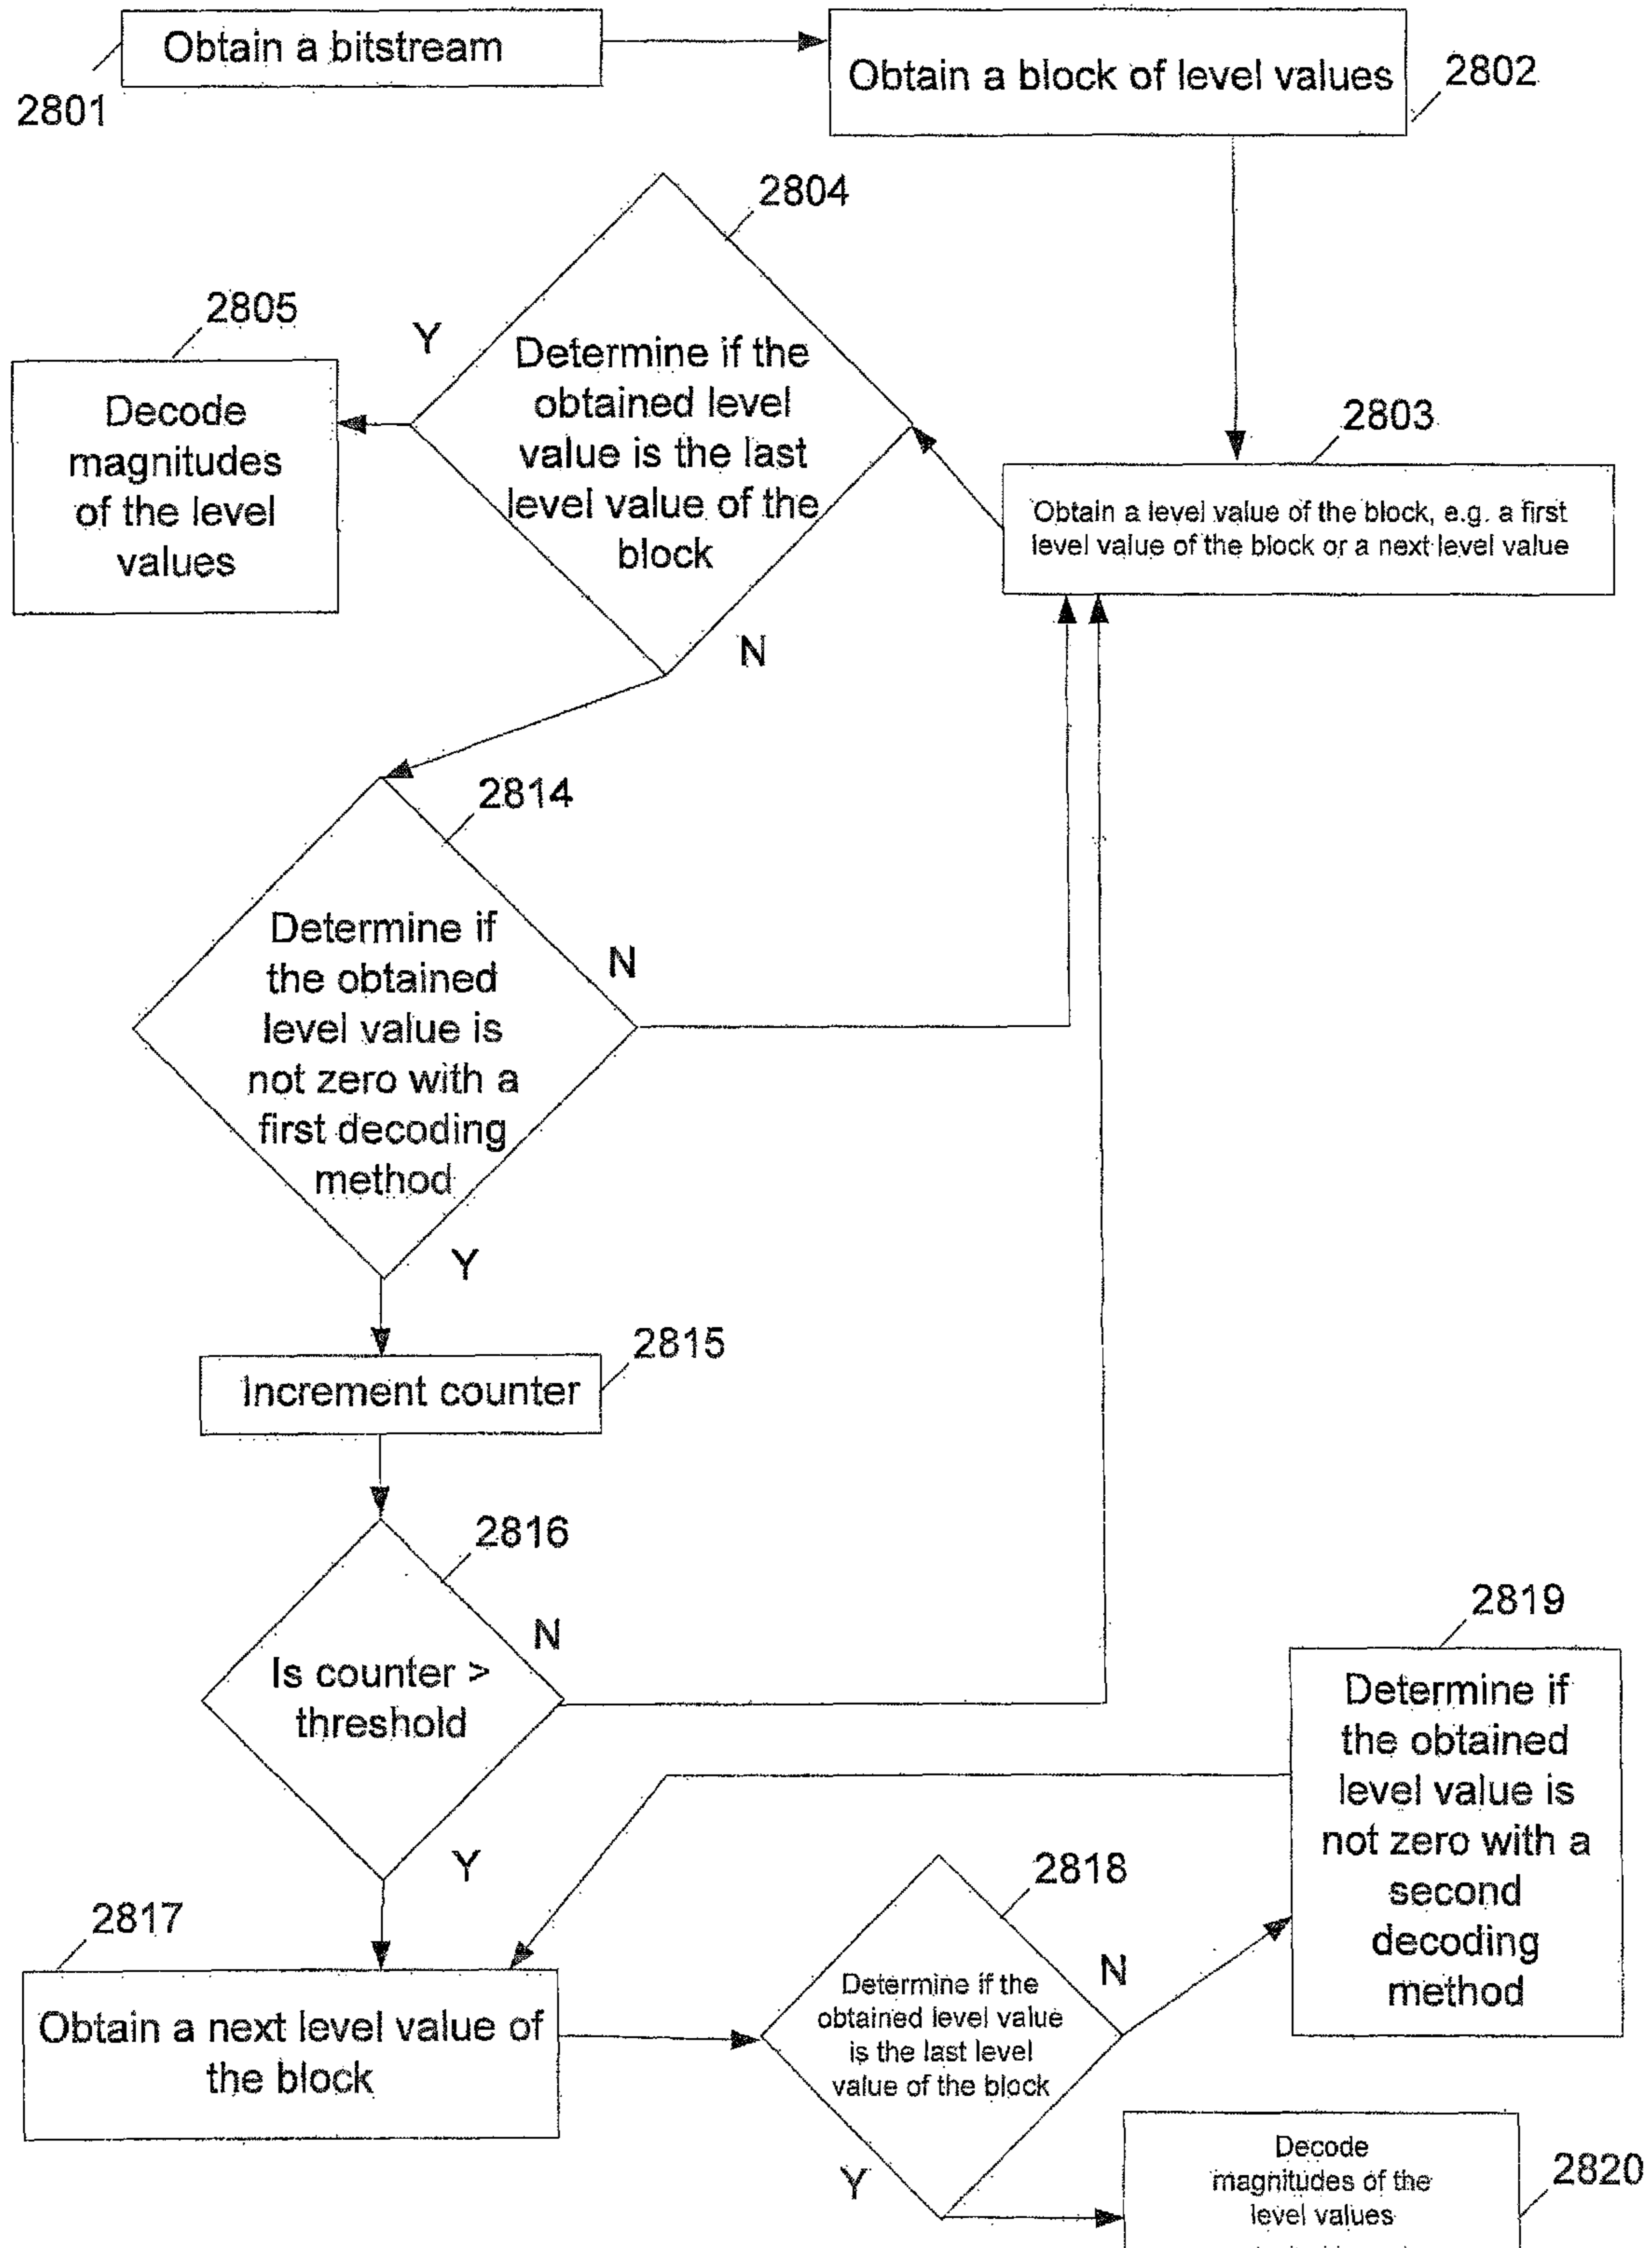 Obtain a bitstream
2801
Obtain a block of level values
2802
2804
Determine if the
obtained level
value is the last
level value of the
block
Y
N
2805
Decode
magnitudes
of the level
values
2803
Obtain a level value of the block, e.g. a first
level value of the block or a next level value
2814
Determine if
the obtained
level value is
not zero with a
first decoding
method
N
Y
2815
Increment counter
2816
Is counter >
threshold
N
Y
2819
Determine if
the obtained
level value is
not zero with a
second
decoding
method
2817
Obtain a next level value of
the block
2818
Determine if the
obtained level value
is the last level
value of the block
N
Y
Decode
magnitudes of the
level values
2820